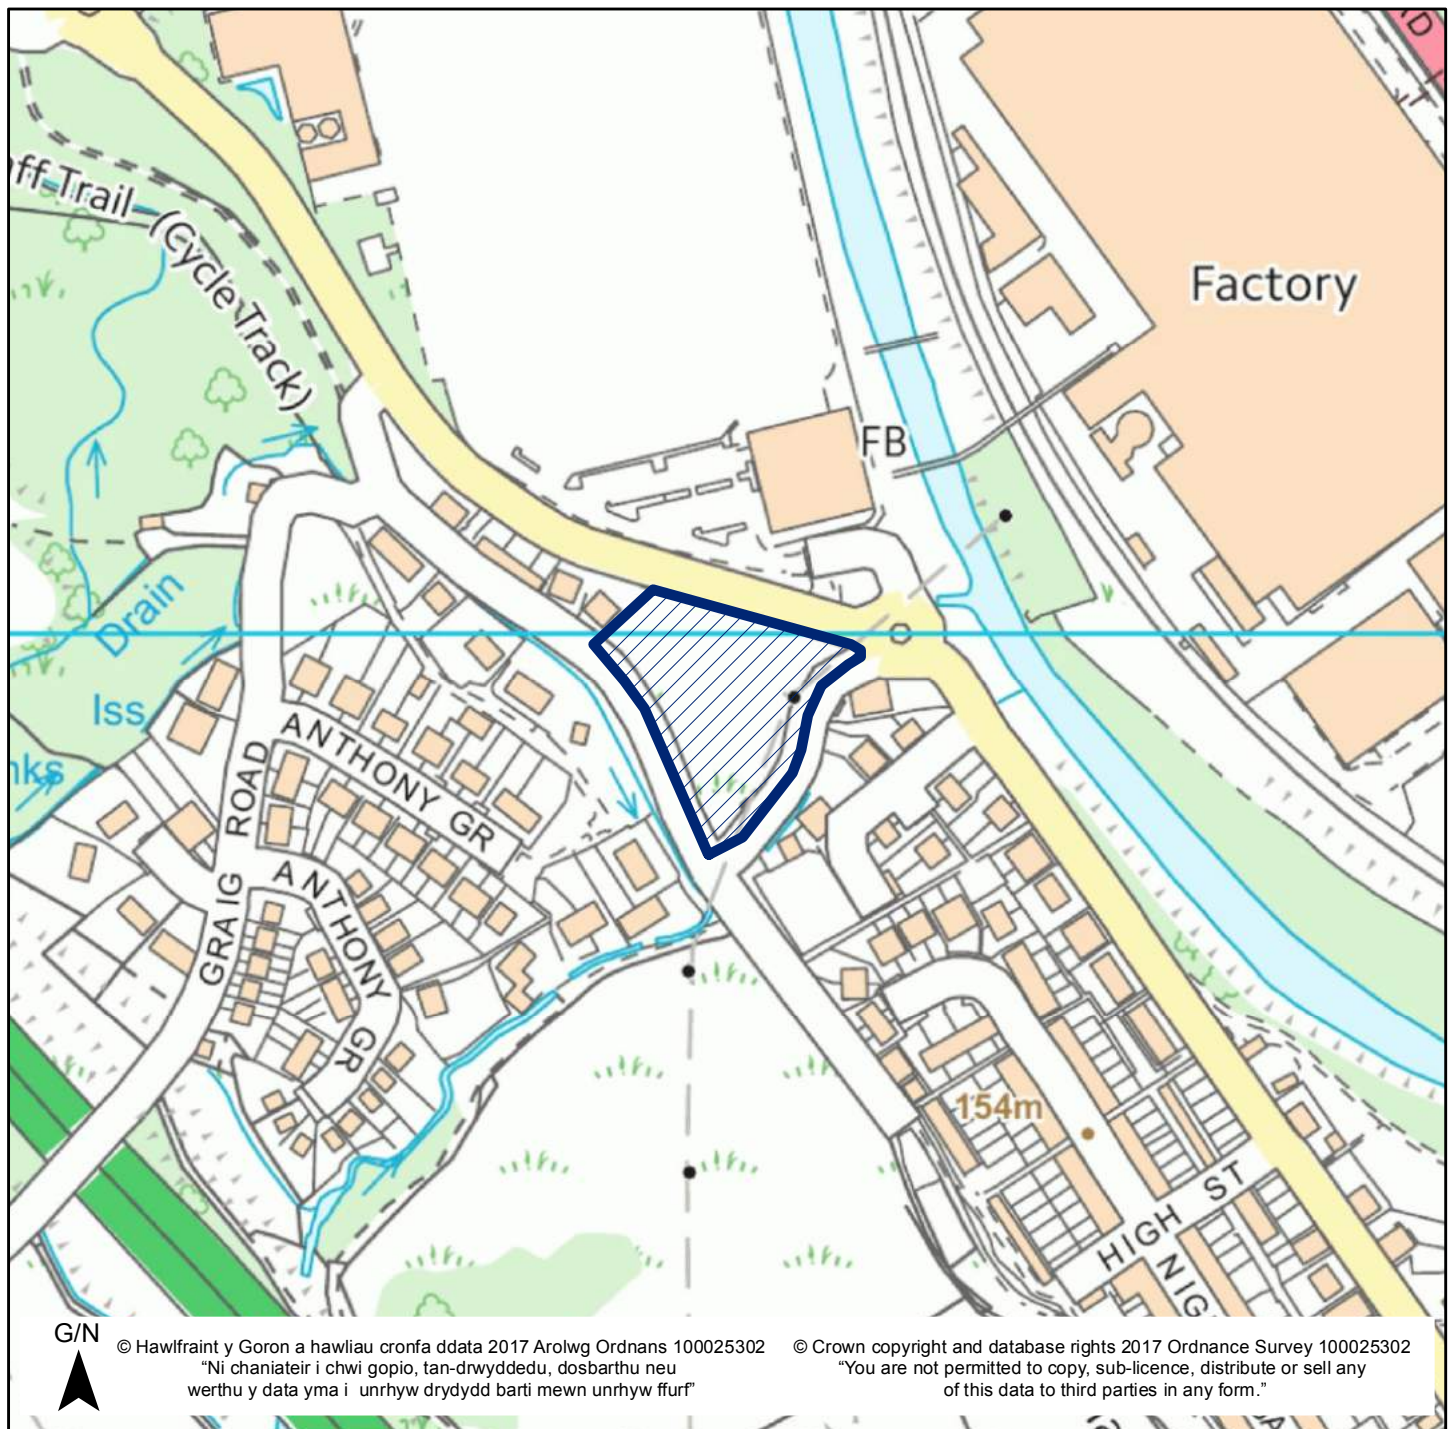 ff Trail (Cycle Track)
Factory
FB
Drain
Iss
nks
ANTHONY GR
GRAIG ROAD
ANTHONY GR
154m
HIGH ST
G/N
© Hawlfraint y Goron a hawliau cronfa ddata 2017 Arolwg Ordnans 100025302
“Ni chaniateir i chwi gopio, tan-drwyddedu, dosbarthu neu
werthu y data yma i unrhyw drydydd barti mewn unrhyw ffurf”
© Crown copyright and database rights 2017 Ordnance Survey 100025302
“You are not permitted to copy, sub-licence, distribute or sell any
of this data to third parties in any form.”